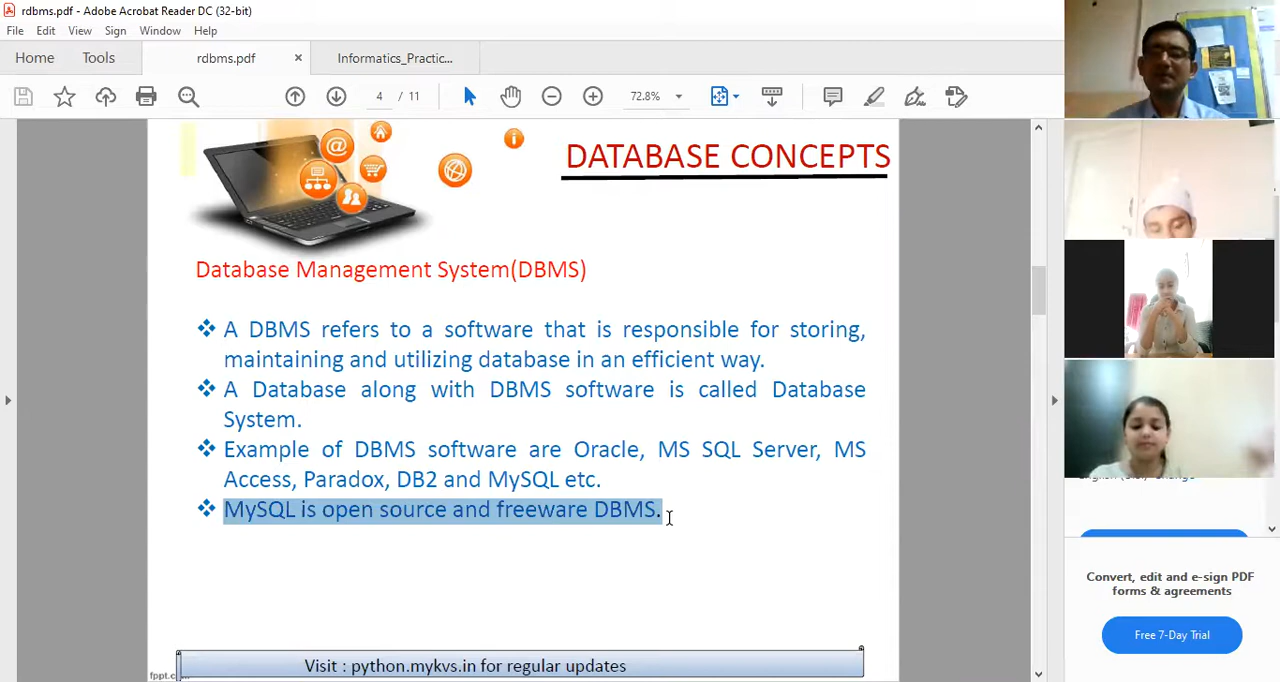 rdbms.pdf - Adobe Acrobat Reader DC (32-bit)
File Edit View Sign Window Help
Home Tools rdbms.pdf × Informatics_Practic...
4 / 11 72.8%
DATABASE CONCEPTS
Database Management System(DBMS)
A DBMS refers to a software that is responsible for storing,
maintaining and utilizing database in an efficient way.
A Database along with DBMS software is called Database
System.
Example of DBMS software are Oracle, MS SQL Server, MS
Access, Paradox, DB2 and MySQL etc.
MySQL is open source and freeware DBMS.
Visit : python.mykvs.in for regular updates
Convert, edit and e-sign PDF
forms & agreements
Free 7-Day Trial